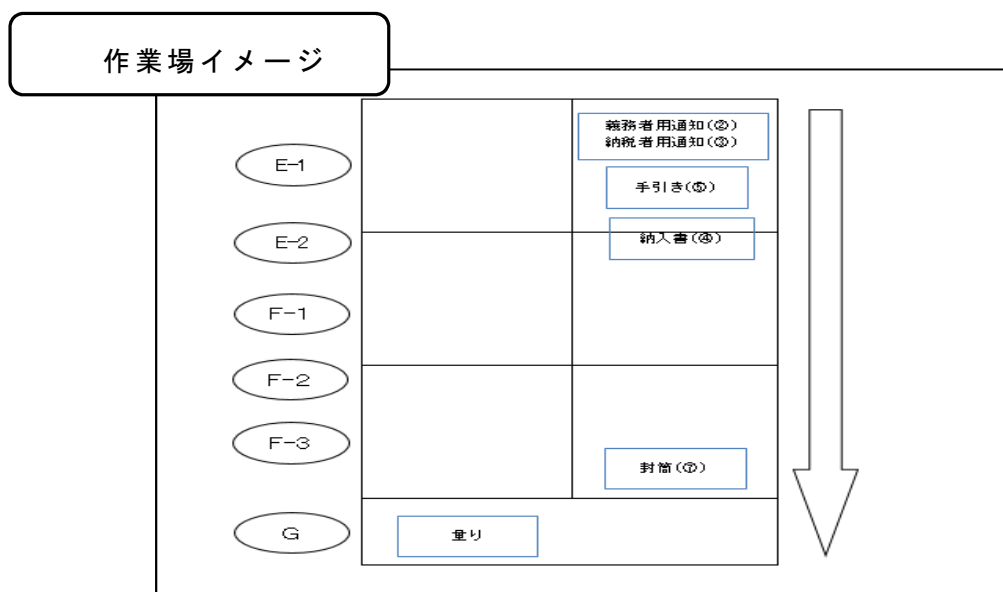 作業場イメージ
義務者用通知(②)
納税者用通知(③)
E-1
手引き(⑤)
E-2
納入書(④)
F-1
F-2
F-3
封筒(⑦)
G
量り